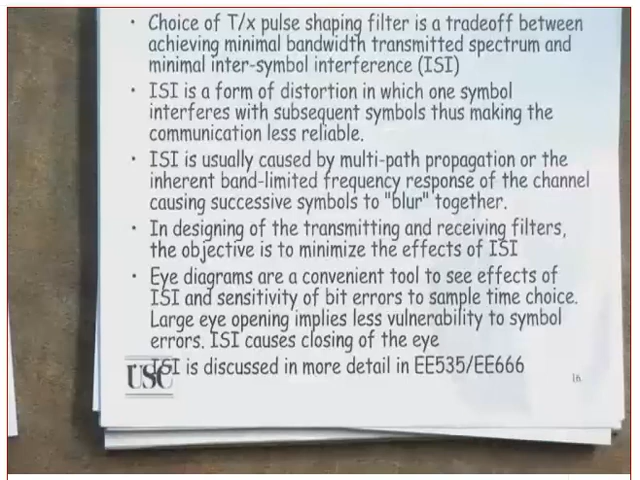 • Choice of T/x pulse shaping filter is a tradeoff between
achieving minimal bandwidth transmitted spectrum and
minimal inter-symbol interference (ISI)
• ISI is a form of distortion in which one symbol
interferes with subsequent symbols thus making the
communication less reliable.
• ISI is usually caused by multi-path propagation or the
inherent band-limited frequency response of the channel
causing successive symbols to "blur" together.
• In designing of the transmitting and receiving filters,
the objective is to minimize the effects of ISI
• Eye diagrams are a convenient tool to see effects of
ISI and sensitivity of bit errors to sample time choice.
Large eye opening implies less vulnerability to symbol
errors. ISI causes closing of the eye
ISI is discussed in more detail in EE535/EE666
USC
16